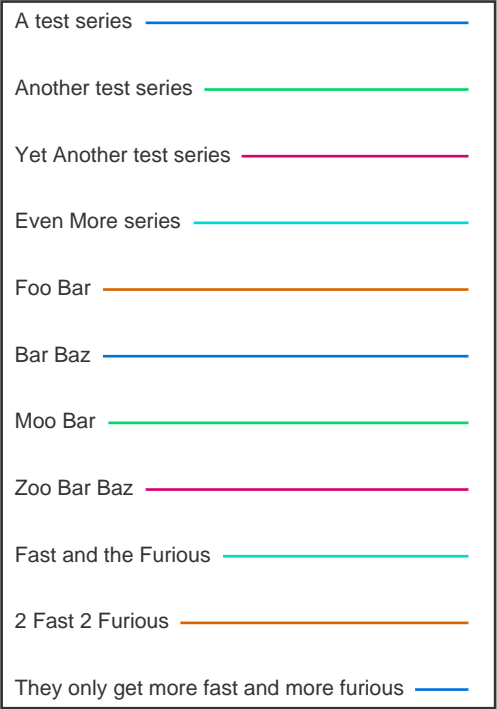 A test series
Another test series
Yet Another test series
Even More series
Foo Bar
Bar Baz
Moo Bar
Zoo Bar Baz
Fast and the Furious
2 Fast 2 Furious
They only get more fast and more furious